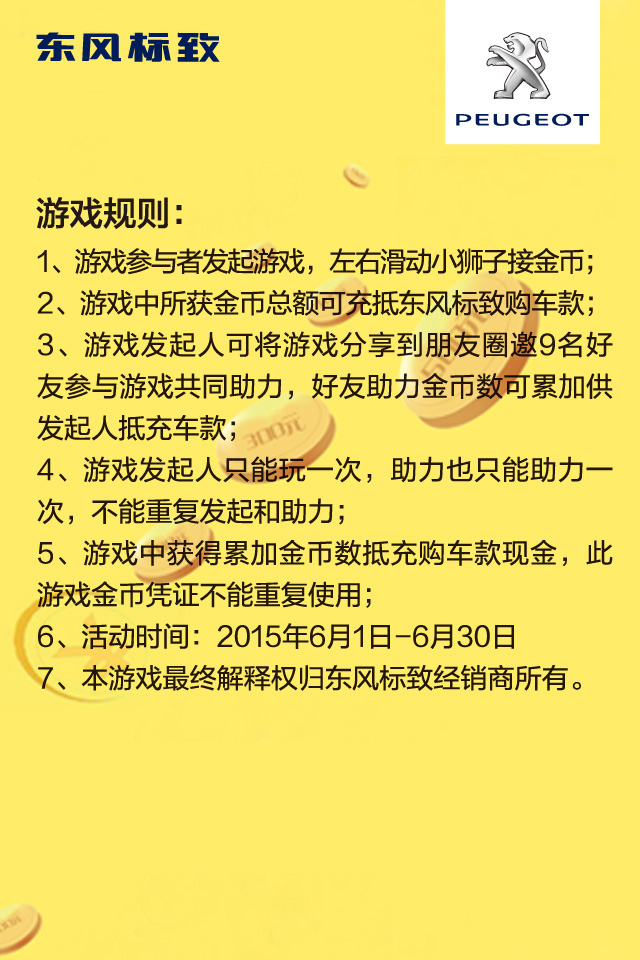 东风标致
PEUGEOT
游戏规则：
1、游戏参与者发起游戏，左右滑动小狮子接金币；
2、游戏中所获金币总额可充抵东风标致购车款；
3、游戏发起人可将游戏分享到朋友圈邀9名好
友参与游戏共同助力，好友助力金币数可累加供
发起人抵充车款；
4、游戏发起人只能玩一次，助力也只能助力一
次，不能重复发起和助力；
5、游戏中获得累加金币数抵充购车款现金，此
游戏金币凭证不能重复使用；
6、活动时间：2015年6月1日-6月30日
7、本游戏最终解释权归东风标致经销商所有。
300元
500元